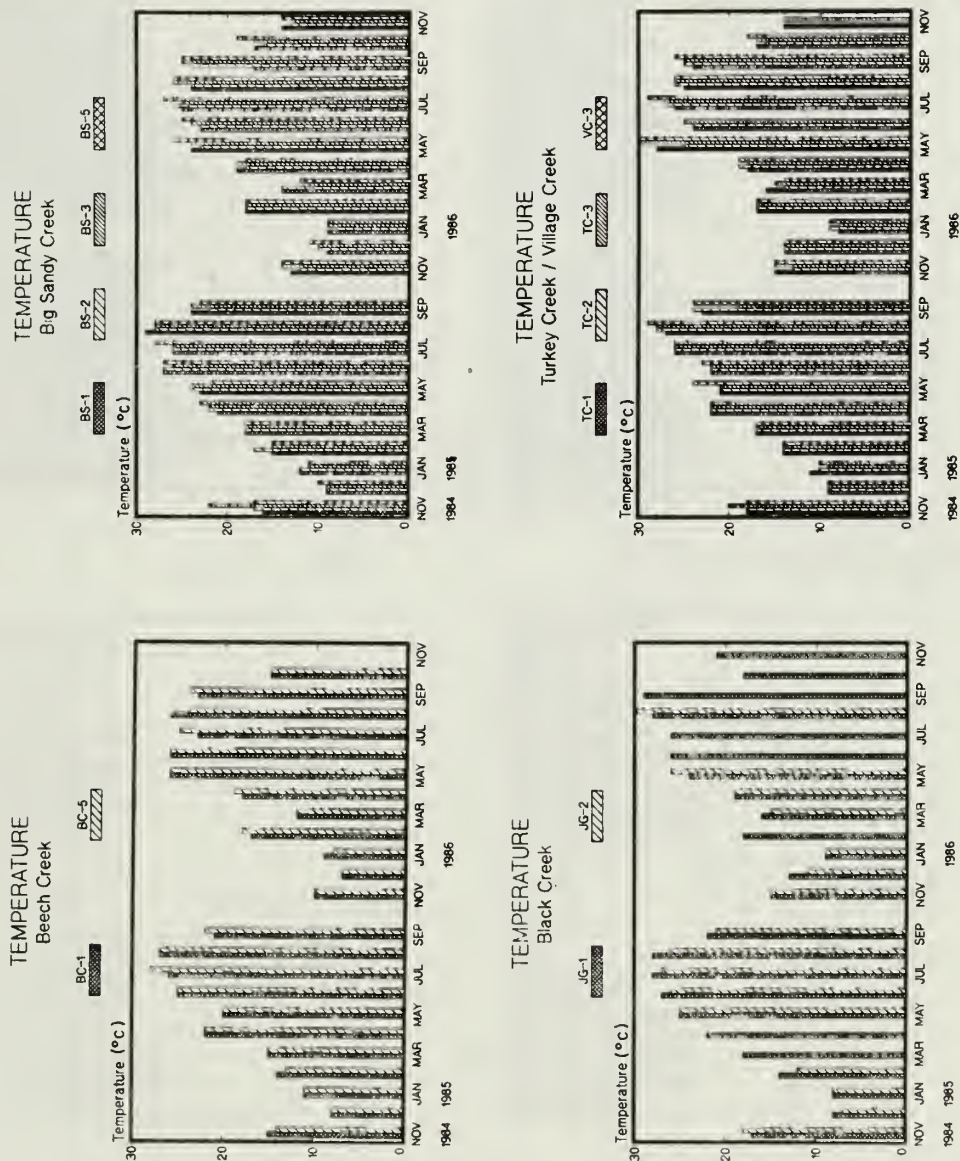 TEMPERATURE
Beech Creek
BC-1 BC-5
Temperature (°C)
30
20
10
0
NOV JAN MAR MAY JUL SEP NOV JAN MAR MAY JUL SEP NOV
1984 1985 1986
TEMPERATURE
Big Sandy Creek
BS-1 BS-2 BS-3 BS-5
Temperature (°C)
30
20
10
0
NOV JAN MAR MAY JUL SEP NOV JAN MAR MAY JUL SEP NOV
1984 1985 1986
TEMPERATURE
Black Creek
JG-1 JG-2
Temperature (°C)
30
20
10
0
NOV JAN MAR MAY JUL SEP NOV JAN MAR MAY JUL SEP NOV
1984 1985 1986
TEMPERATURE
Turkey Creek / Village Creek
TC-1 TC-2 TC-3 VC-3
Temperature (°C)
30
20
10
0
NOV JAN MAR MAY JUL SEP NOV JAN MAR MAY JUL SEP NOV
1984 1985 1986